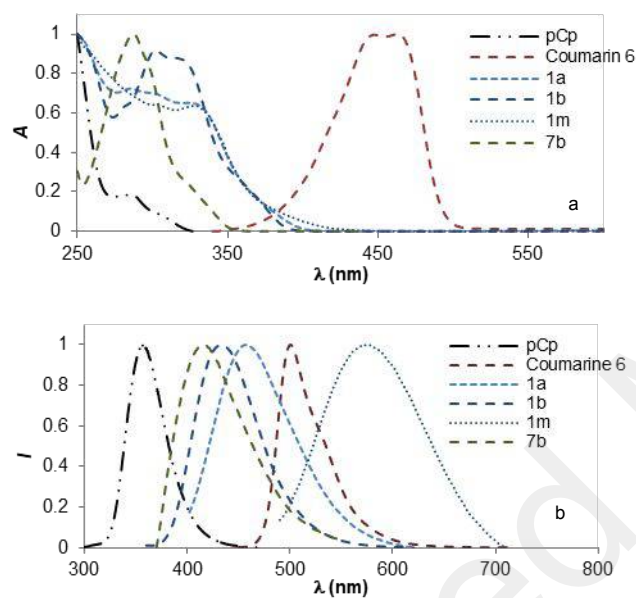 1
0.8
0.6
0.4
0.2
0
A
250
350
450
550
λ (nm)
pCp
Coumarin 6
1a
1b
1m
7b
a
1
0.8
0.6
0.4
0.2
0
I
300
400
500
600
700
800
λ (nm)
pCp
Coumarine 6
1a
1b
1m
7b
b